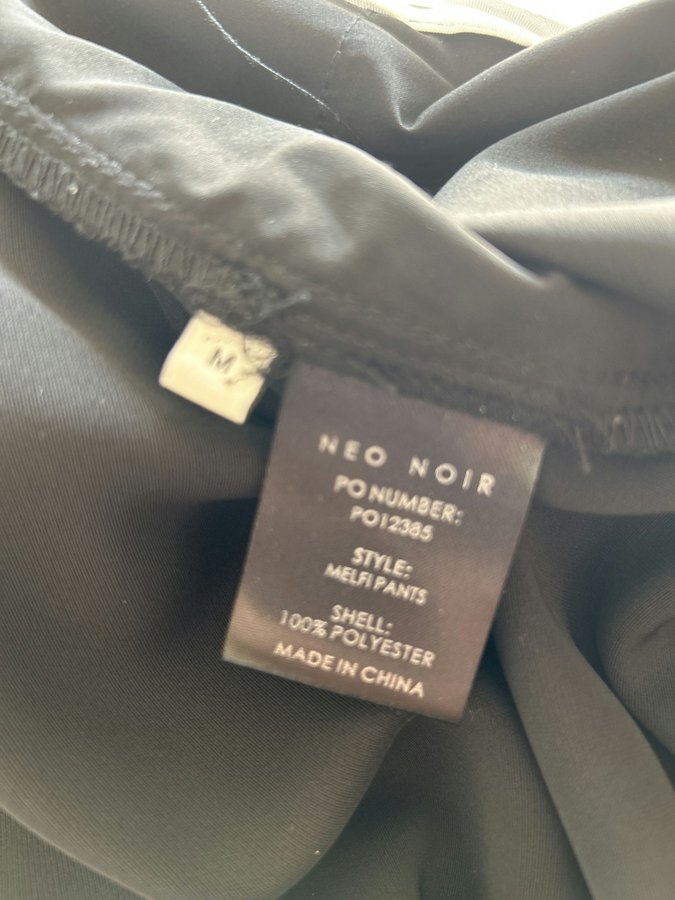 M
NEO NOIR
PO NUMBER:
PO12385
STYLE:
MELFI PANTS
SHELL:
100% POLYESTER
MADE IN CHINA